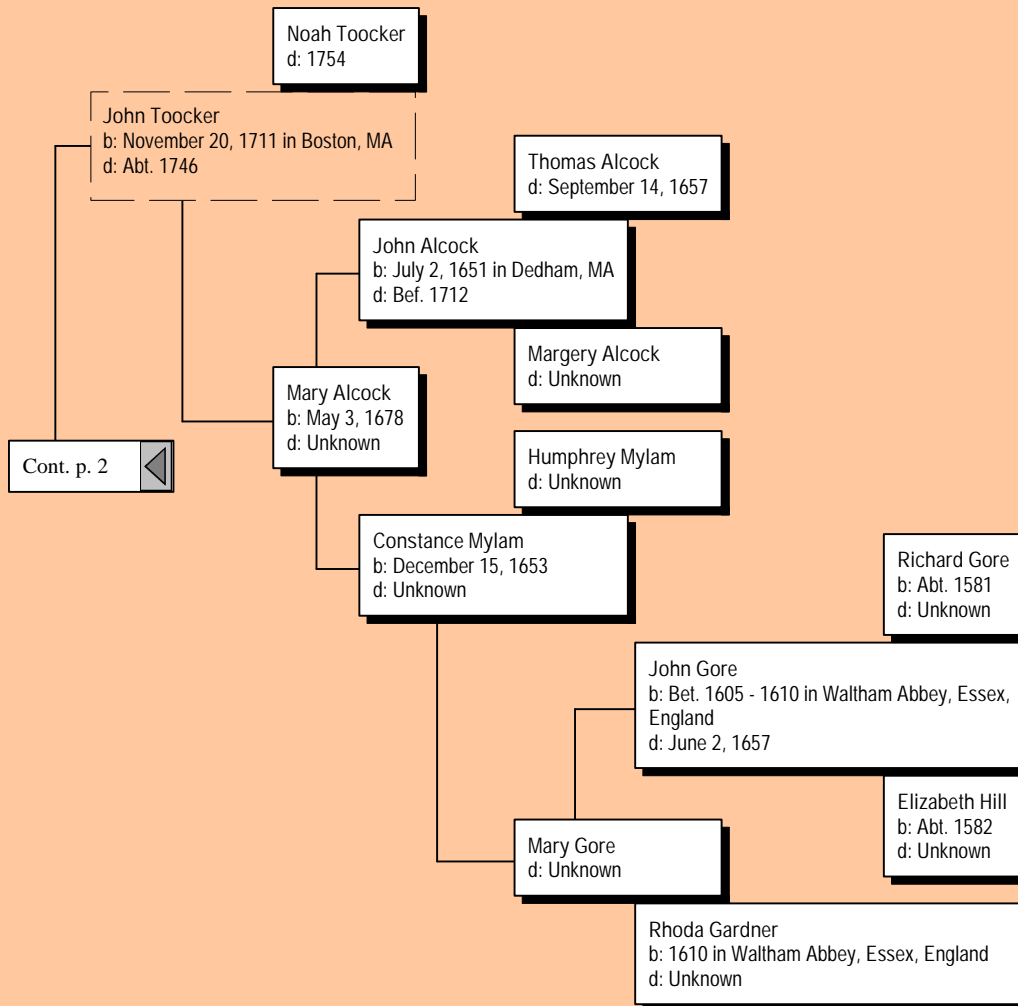 Noah Toocker
d: 1754
John Toocker
b: November 20, 1711 in Boston, MA
d: Abt. 1746
Thomas Alcock
d: September 14, 1657
John Alcock
b: July 2, 1651 in Dedham, MA
d: Bef. 1712
Margery Alcock
d: Unknown
Mary Alcock
b: May 3, 1678
d: Unknown
Cont. p. 2
Humphrey Mylam
d: Unknown
Constance Mylam
b: December 15, 1653
d: Unknown
Richard Gore
b: Abt. 1581
d: Unknown
John Gore
b: Bet. 1605 - 1610 in Waltham Abbey, Essex,
England
d: June 2, 1657
Elizabeth Hill
b: Abt. 1582
d: Unknown
Mary Gore
d: Unknown
Rhoda Gardner
b: 1610 in Waltham Abbey, Essex, England
d: Unknown